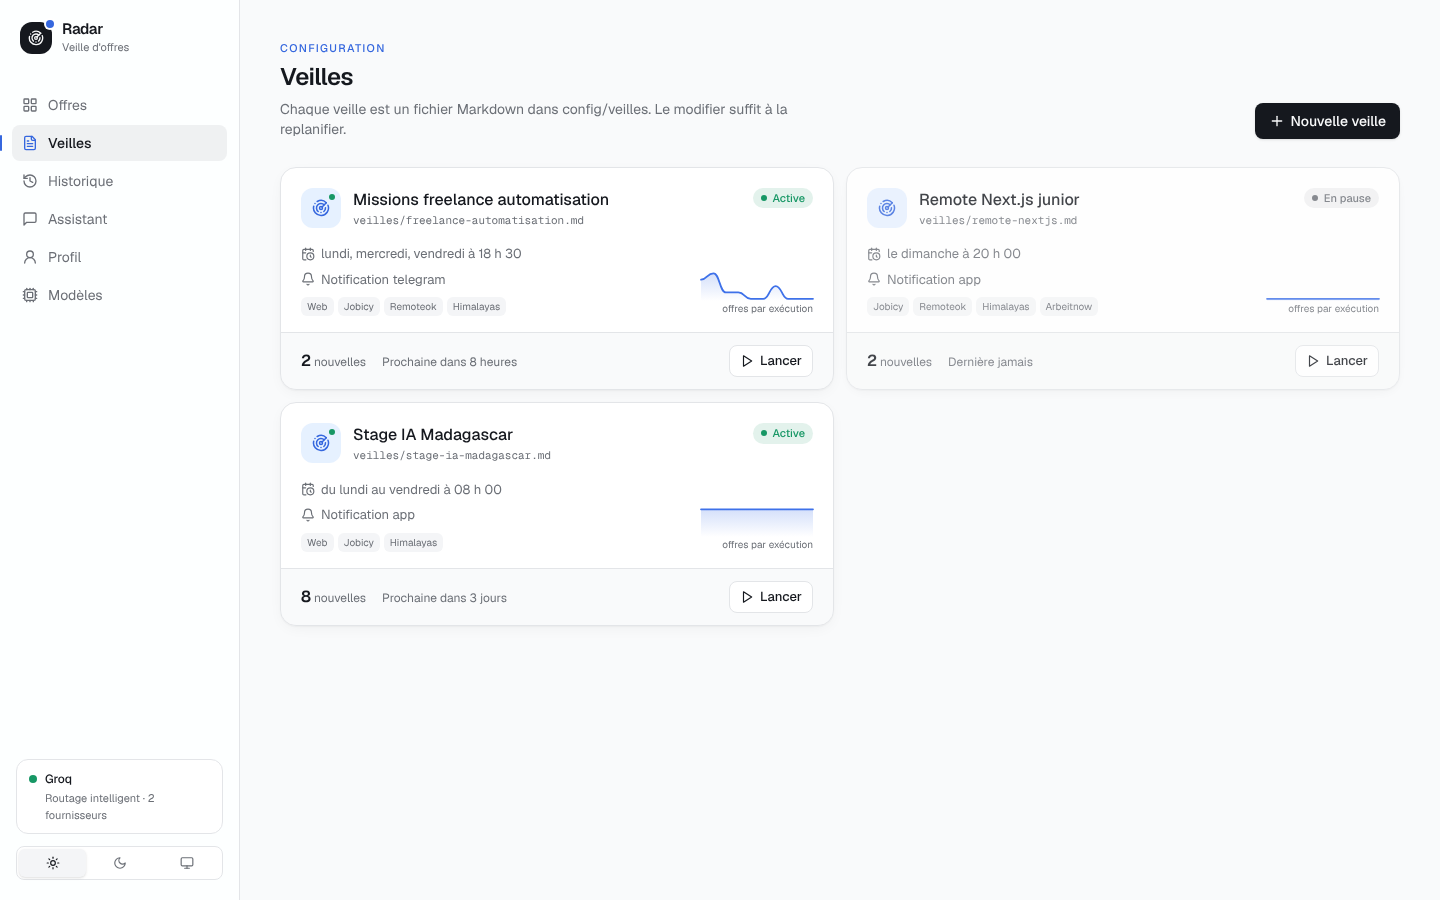 Radar
Veille d'offres
Offres
Veilles
Historique
Assistant
Profil
Modèles
Groq
Routage intelligent · 2
fournisseurs
CONFIGURATION
Veilles
Chaque veille est un fichier Markdown dans config/veilles. Le modifier suffit à la
replanifier.
Nouvelle veille
Missions freelance automatisation
Active
veilles/freelance-automatisation.md
lundi, mercredi, vendredi à 18 h 30
Notification telegram
Web Jobicy Remoteok Himalayas
offres par exécution
2 nouvelles Prochaine dans 8 heures
Lancer
Remote Next.js junior
En pause
veilles/remote-nextjs.md
le dimanche à 20 h 00
Notification app
Jobicy Remoteok Himalayas Arbeitnow
offres par exécution
2 nouvelles Dernière jamais
Lancer
Stage IA Madagascar
Active
veilles/stage-ia-madagascar.md
du lundi au vendredi à 08 h 00
Notification app
Web Jobicy Himalayas
offres par exécution
8 nouvelles Prochaine dans 3 jours
Lancer